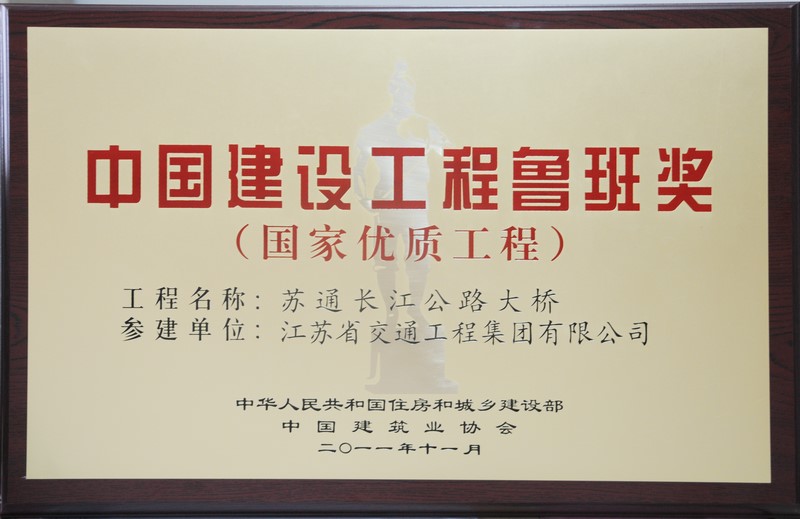 中国建设工程鲁班奖
（国家优质工程）
工程名称：苏通长江公路大桥
参建单位：江苏省交通工程集团有限公司
中华人民共和国住房和城乡建设部
中国建筑业协会
二〇一一年十一月